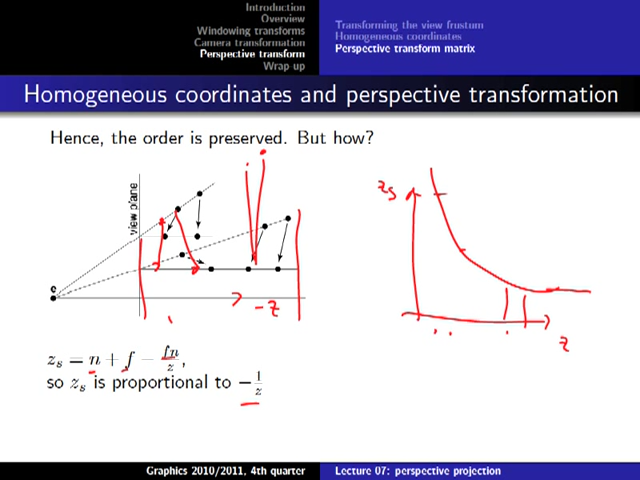 Introduction
Overview
Windowing transforms
Camera transformation
Perspective transform
Wrap-up
Transforming the view frustum
Homogeneous coordinates
Perspective transform matrix
Homogeneous coordinates and perspective transformation
Hence, the order is preserved. But how?
view plane
e
> -z
zs
z
z_s = n + f − fn/z,
so z_s is proportional to −1/z
Graphics 2010/2011, 4th quarter
Lecture 07: perspective projection